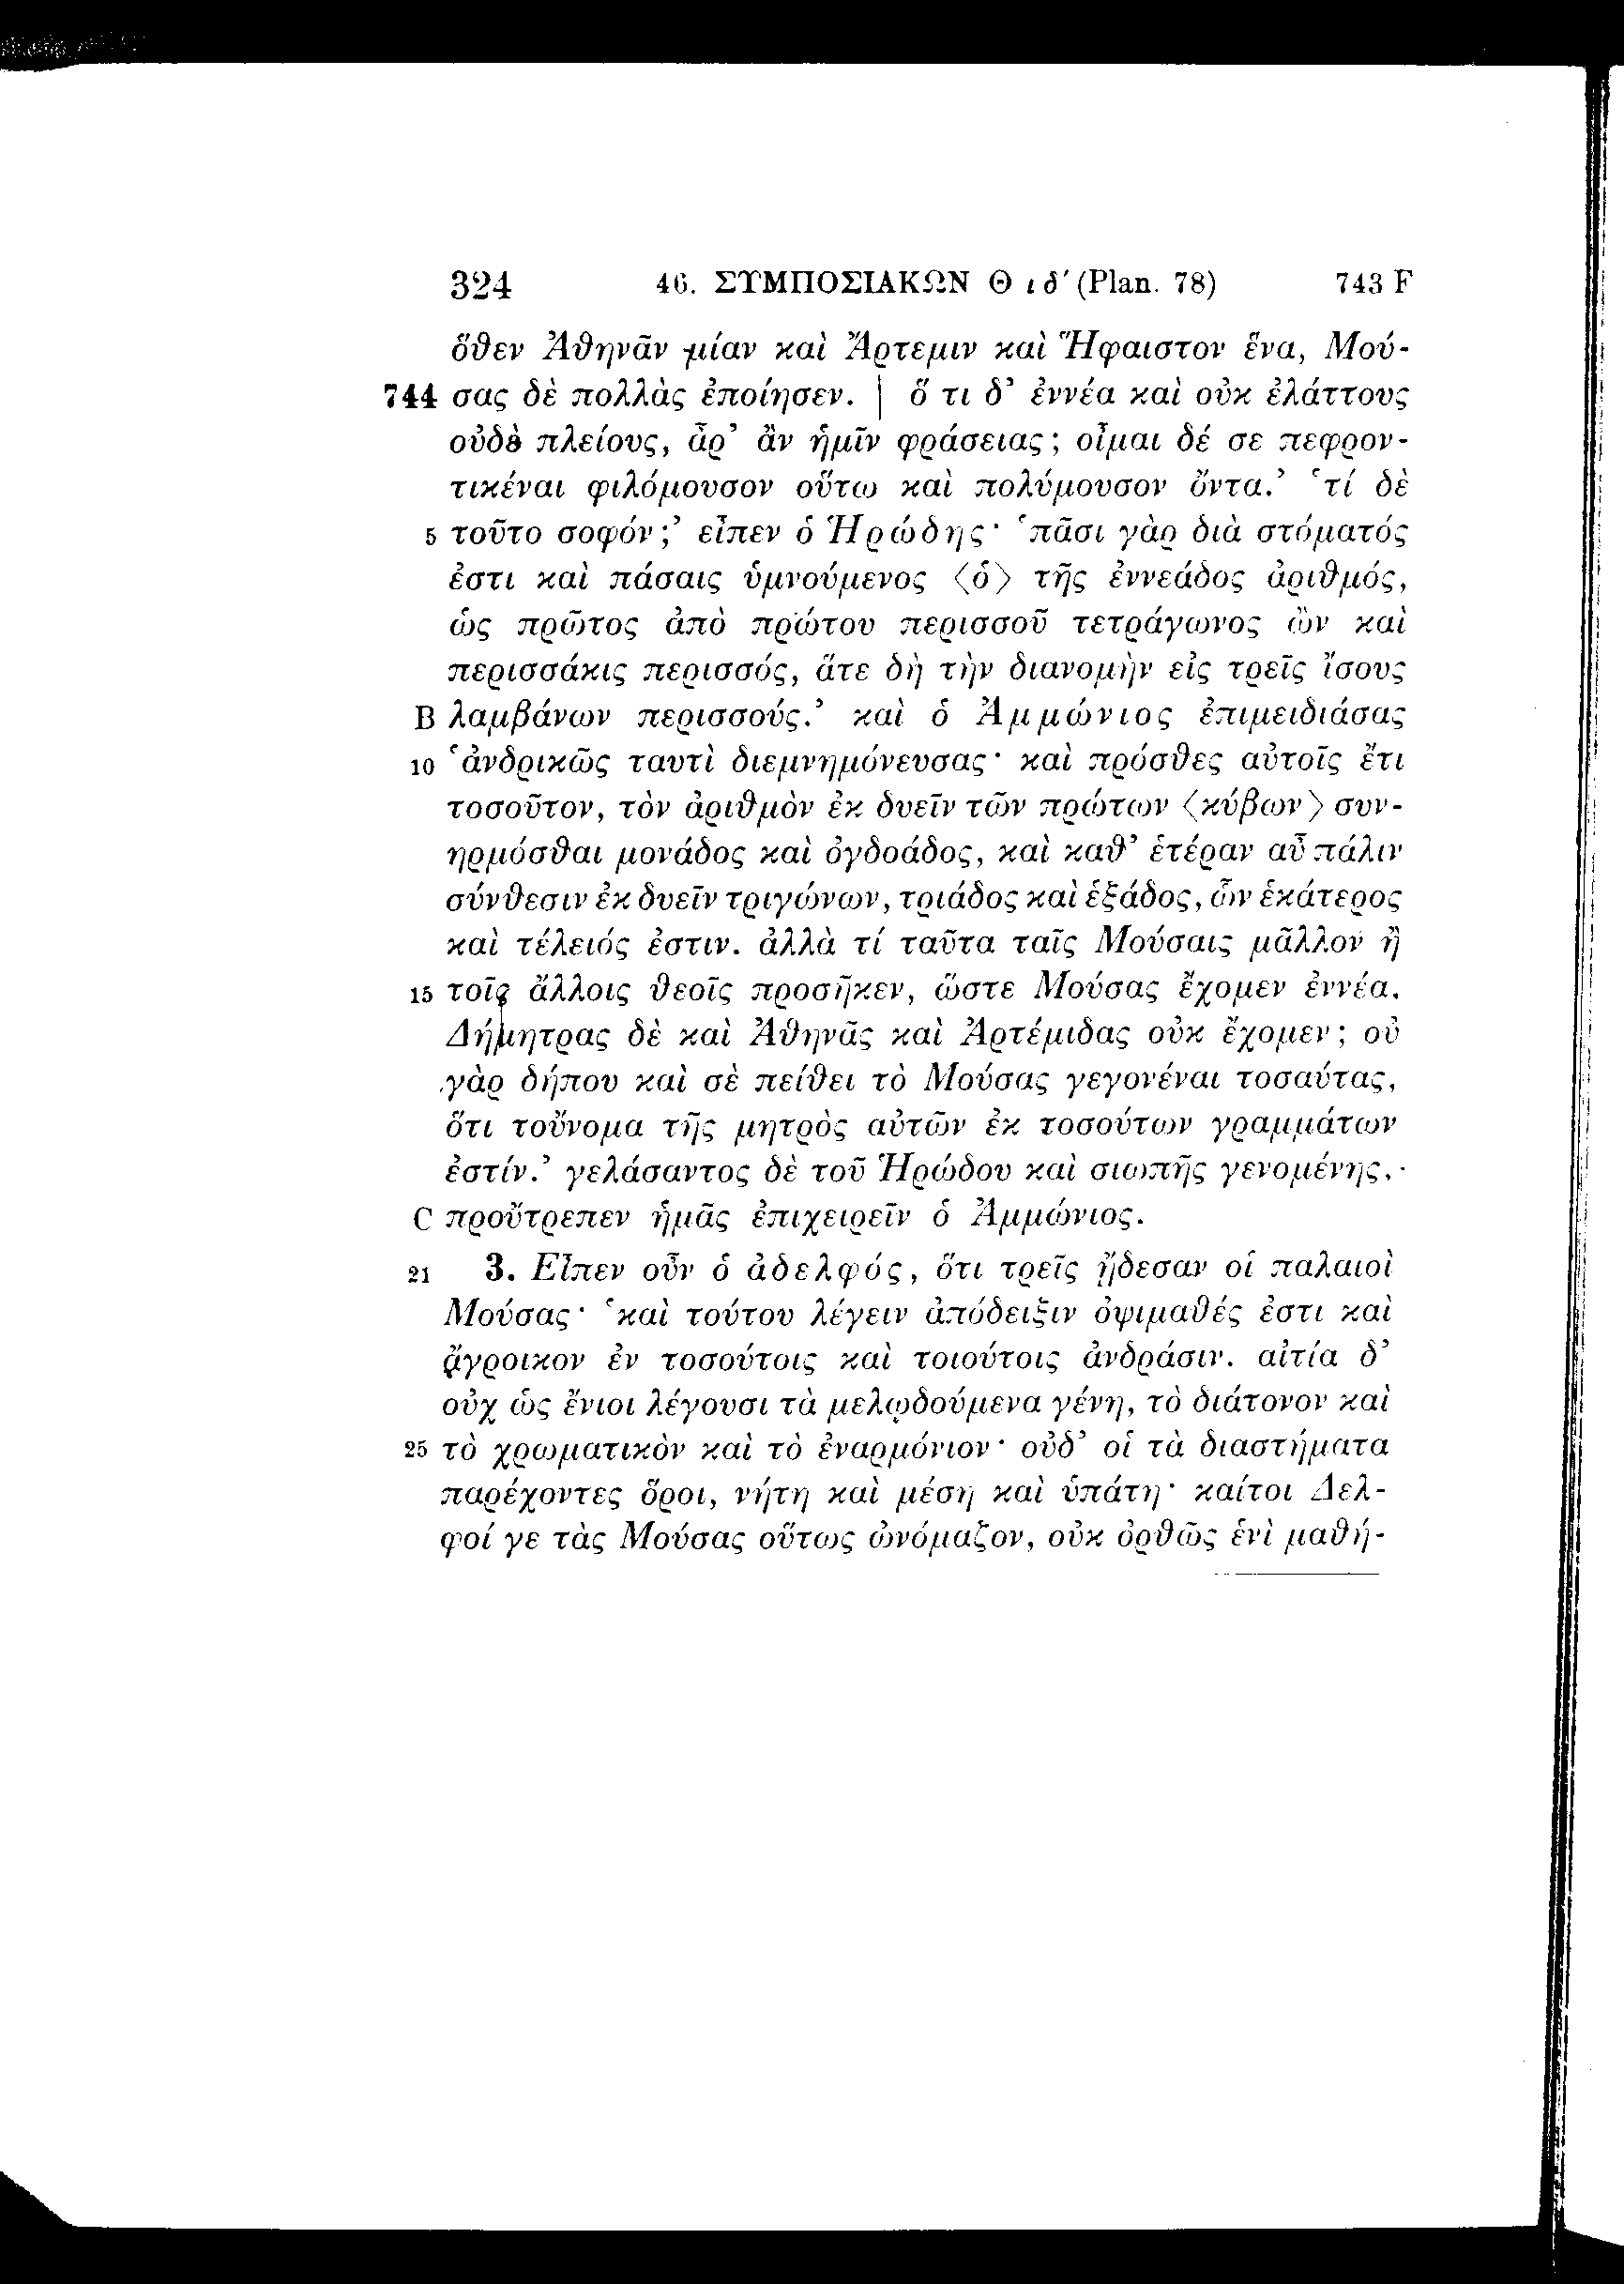 324 46. ΣΥΜΠΟΣΙΑΚΩΝ Θ ιδ′ (Plan. 78) 743 F
ὅθεν Ἀθηνᾶν μίαν καὶ Ἄρτεμιν καὶ Ἥφαιστον ἕνα, Μού-
744 σας δὲ πολλὰς ἐποίησεν. | ὅ τι δ’ ἐννέα καὶ οὐκ ἐλάττους
οὐδὲ πλείους, ἆρ’ ἂν ἡμῖν φράσειας; οἶμαι δέ σε πεφρον-
τικέναι φιλόμουσον οὕτω καὶ πολύμουσον ὄντα.’ ‘τί δὲ
5 τοῦτο σοφόν;’ εἶπεν ὁ Ἡρώδης· ‘πᾶσι γὰρ διὰ στόματός
ἐστι καὶ πάσαις ὑμνούμενος ⟨ὁ⟩ τῆς ἐννεάδος ἀριθμός,
ὡς πρῶτος ἀπὸ πρώτου περισσοῦ τετράγωνος ὢν καὶ
περισσάκις περισσός, ἅτε δὴ τὴν διανομὴν εἰς τρεῖς ἴσους
B λαμβάνων περισσούς.’ καὶ ὁ Ἀμμώνιος ἐπιμειδιάσας
10 ‘ἀνδρικῶς ταυτὶ διεμνημόνευσας· καὶ πρόσθες αὐτοῖς ἔτι
τοσοῦτον, τὸν ἀριθμὸν ἐκ δυεῖν τῶν πρώτων ⟨κύβων⟩ συν-
ηρμόσθαι μονάδος καὶ ὀγδοάδος, καὶ καθ’ ἑτέραν αὖ πάλιν
σύνθεσιν ἐκ δυεῖν τριγώνων, τριάδος καὶ ἑξάδος, ὧν ἑκάτερος
καὶ τέλειός ἐστιν. ἀλλὰ τί ταῦτα ταῖς Μούσαις μᾶλλον ἢ
15 τοῖς ἄλλοις θεοῖς προσῆκεν, ὥστε Μούσας ἔχομεν ἐννέα,
Δήμητρας δὲ καὶ Ἀθηνᾶς καὶ Ἀρτέμιδας οὐκ ἔχομεν; οὐ
γὰρ δήπου καὶ σὲ πείθει τὸ Μούσας γεγονέναι τοσαύτας,
ὅτι τοὔνομα τῆς μητρὸς αὐτῶν ἐκ τοσούτων γραμμάτων
ἐστίν.’ γελάσαντος δὲ τοῦ Ἡρώδου καὶ σιωπῆς γενομένης,
C προὔτρεπεν ἡμᾶς ἐπιχειρεῖν ὁ Ἀμμώνιος.
21 3. Εἶπεν οὖν ὁ ἀδελφός, ὅτι τρεῖς ᾔδεσαν οἱ παλαιοὶ
Μούσας· ‘καὶ τούτου λέγειν ἀπόδειξιν ὀψιμαθές ἐστι καὶ
ἄγροικον ἐν τοσούτοις καὶ τοιούτοις ἀνδράσιν. αἰτία δ’
οὐχ ὡς ἔνιοι λέγουσι τὰ μελῳδούμενα γένη, τὸ διάτονον καὶ
25 τὸ χρωματικὸν καὶ τὸ ἐναρμόνιον· οὐδ’ οἱ τὰ διαστήματα
παρέχοντες ὅροι, νήτη καὶ μέση καὶ ὑπάτη· καίτοι Δελ-
φοί γε τὰς Μούσας οὕτως ὠνόμαζον, οὐκ ὀρθῶς ἑνὶ μαθή-